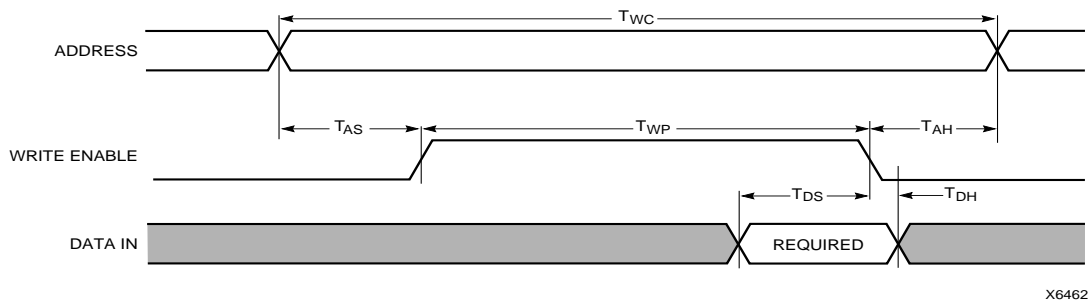 TWC
ADDRESS
TAS TWP TAH
WRITE ENABLE
TDS TDH
DATA IN REQUIRED
X6462